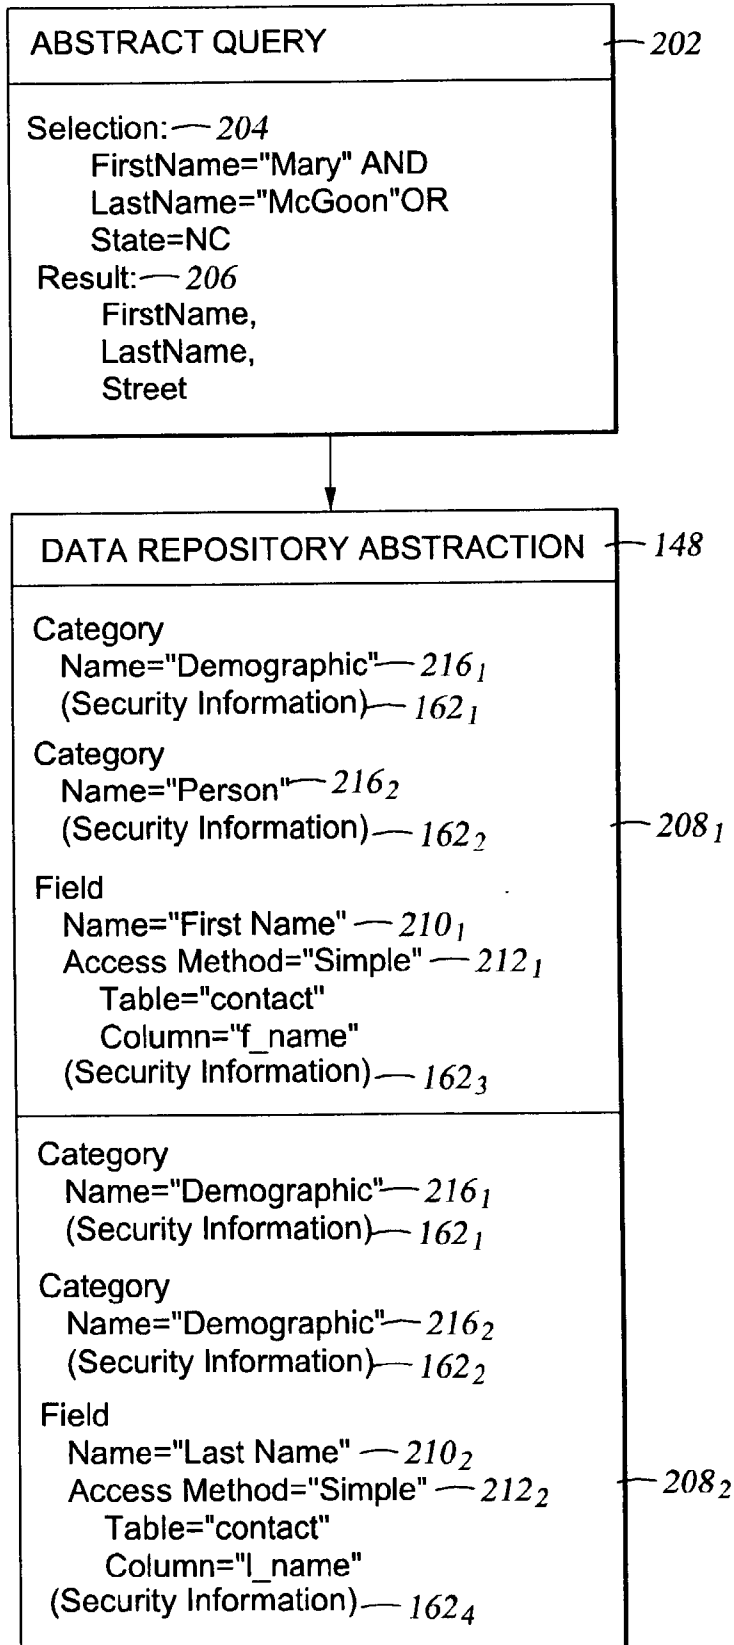 ABSTRACT QUERY 202
Selection: 204
FirstName="Mary" AND
LastName="McGoon"OR
State=NC
Result: 206
FirstName,
LastName,
Street
DATA REPOSITORY ABSTRACTION 148
Category
Name="Demographic" 216₁
(Security Information) 162₁
Category
Name="Person" 216₂
(Security Information) 162₂
208₁
Field
Name="First Name" 210₁
Access Method="Simple" 212₁
Table="contact"
Column="f_name"
(Security Information) 162₃
Category
Name="Demographic" 216₁
(Security Information) 162₁
Category
Name="Demographic" 216₂
(Security Information) 162₂
Field
Name="Last Name" 210₂
Access Method="Simple" 212₂ 208₂
Table="contact"
Column="l_name"
(Security Information) 162₄